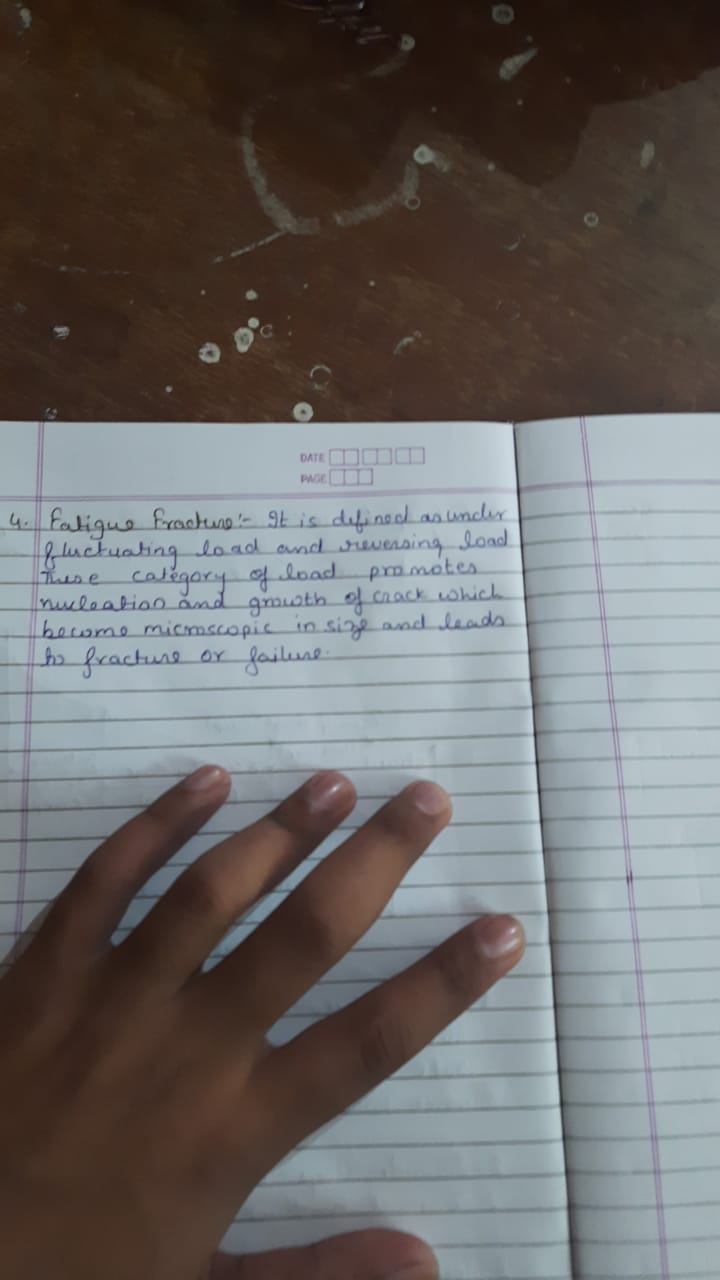 DATE
PAGE
4. Fatigue fracture:- It is defined as under
fluctuating load and reversing load
These category of load promotes
nucleation and growth of crack which
become microscopic in size and leads
to fracture or failure.